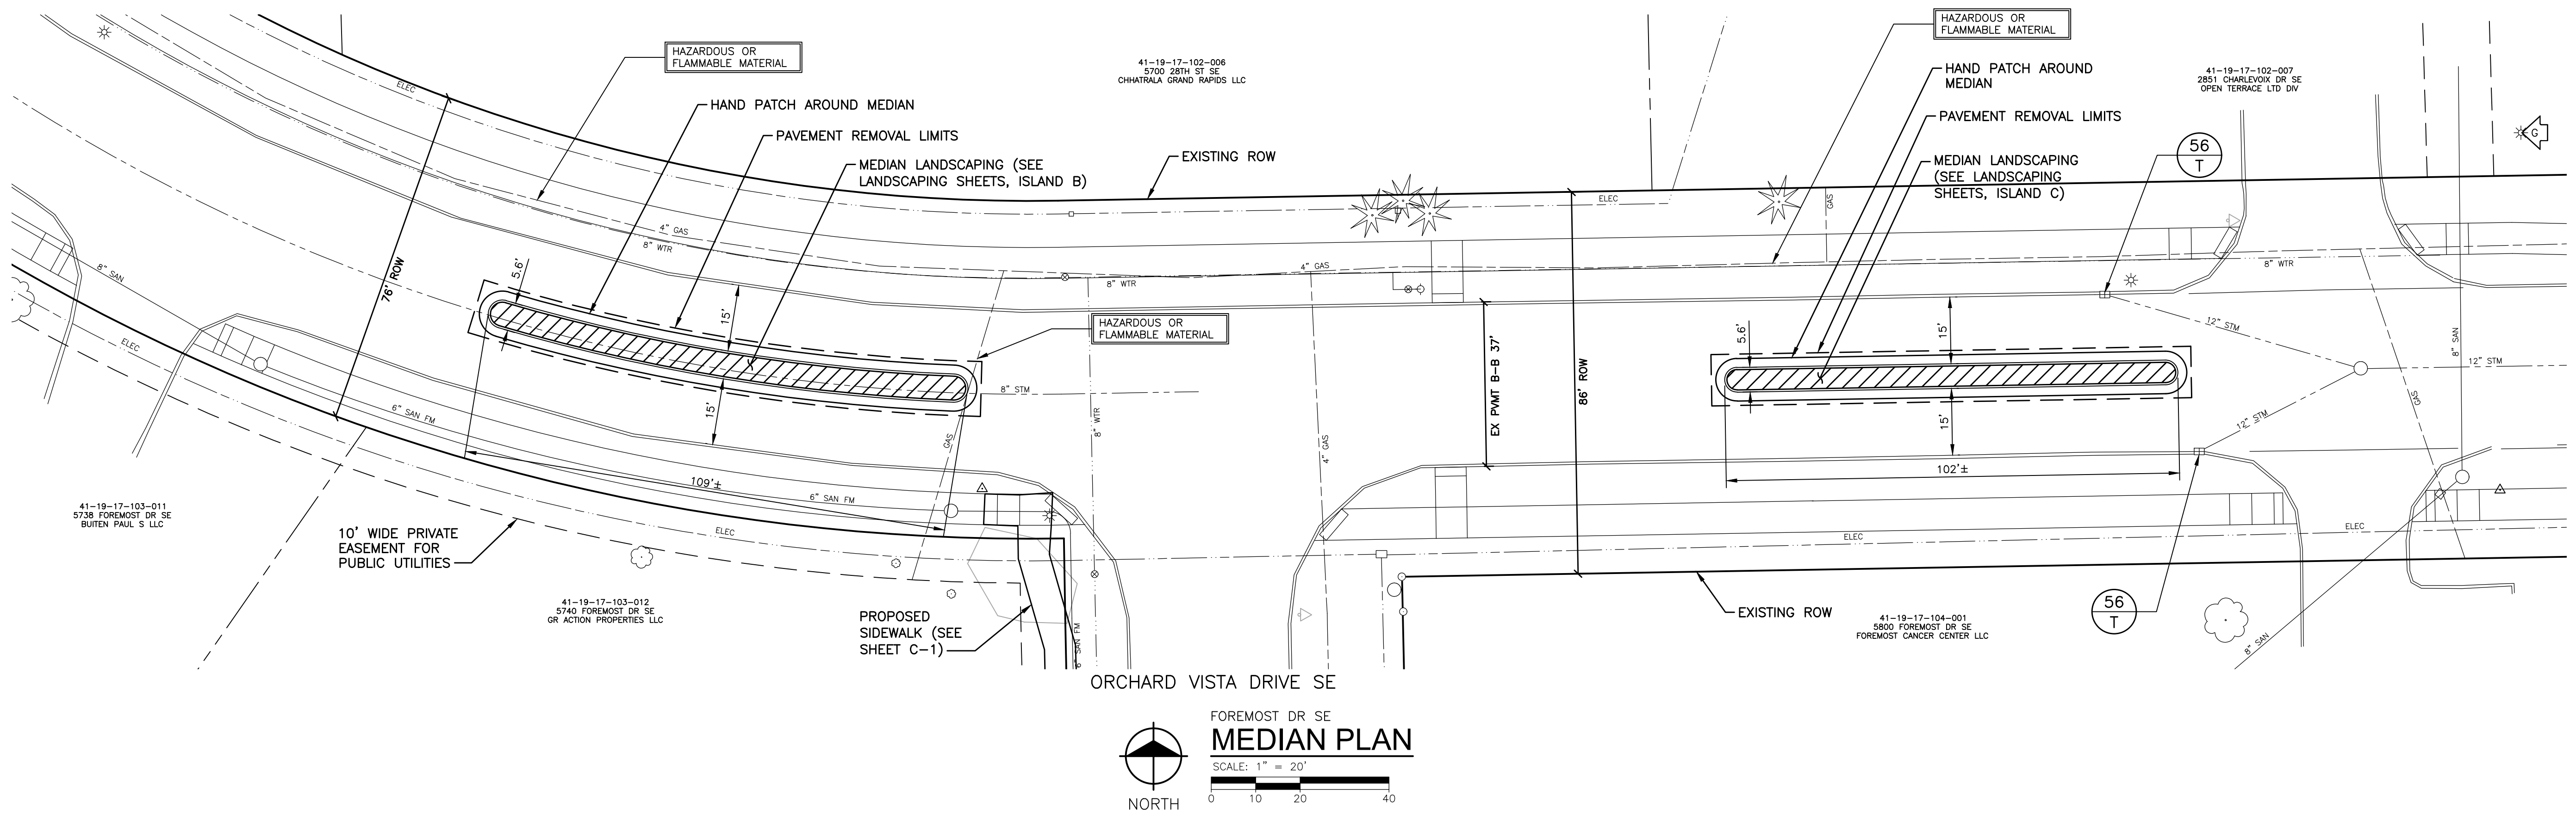 HAZARDOUS OR
FLAMMABLE MATERIAL
41-19-17-102-006
5700 28TH ST SE
CHHATRALA GRAND RAPIDS LLC
HAZARDOUS OR
FLAMMABLE MATERIAL
41-19-17-102-007
2851 CHARLEVOIX DR SE
OPEN TERRACE LTD DIV
HAND PATCH AROUND
MEDIAN
ELEC
HAND PATCH AROUND MEDIAN
PAVEMENT REMOVAL LIMITS
PAVEMENT REMOVAL LIMITS
G
56
T
EXISTING ROW
MEDIAN LANDSCAPING (SEE
LANDSCAPING SHEETS, ISLAND B)
MEDIAN LANDSCAPING
(SEE LANDSCAPING
SHEETS, ISLAND C)
ELEC
GAS
4" GAS
8" WTR
8" SAN
76' ROW
5.6'
4" GAS
8" WTR
8" WTR
15'
HAZARDOUS OR
FLAMMABLE MATERIAL
12" STM
15'
5.6'
EX PVMT B-B 37'
86' ROW
8" SAN
12" STM
ELEC
8" STM
15'
6" SAN FM
8" WTR
15'
12" STM
GAS
GAS
4" GAS
109'±
102'±
6" SAN FM
41-19-17-103-011
5738 FOREMOST DR SE
BUITEN PAUL S LLC
10' WIDE PRIVATE
EASEMENT FOR
PUBLIC UTILITIES
ELEC
ELEC
ELEC
41-19-17-103-012
5740 FOREMOST DR SE
GR ACTION PROPERTIES LLC
PROPOSED
SIDEWALK (SEE
SHEET C-1)
6" SAN FM
EXISTING ROW
41-19-17-104-001
5800 FOREMOST DR SE
FOREMOST CANCER CENTER LLC
56
T
8" SAN
ORCHARD VISTA DRIVE SE
FOREMOST DR SE
MEDIAN PLAN
SCALE: 1" = 20'
NORTH
0 10 20 40